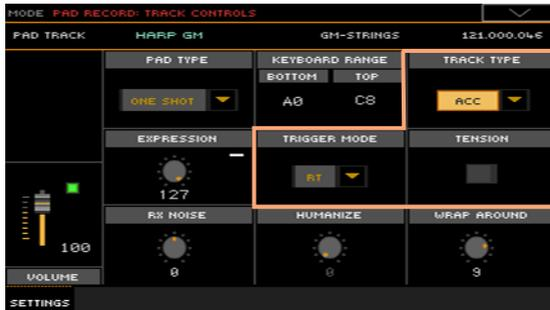 MODE PAD RECORD: TRACK CONTROLS
PAD TRACK HARP GM GM-STRINGS 121.000.046
PAD TYPE KEYBOARD RANGE TRACK TYPE
BOTTOM TOP
ONE SHOT A0 C8 ACC
EXPRESSION TRIGGER MODE TENSION
RT
127
RX NOISE HUMANIZE WRAP AROUND
100
0 0 9
VOLUME
SETTINGS